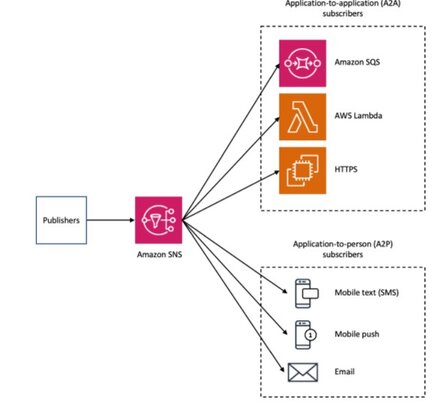 Application-to-application (A2A)
subscribers
Amazon SQS
AWS Lambda
HTTPS
Publishers
Amazon SNS
Application-to-person (A2P)
subscribers
Mobile text (SMS)
1
Mobile push
Email